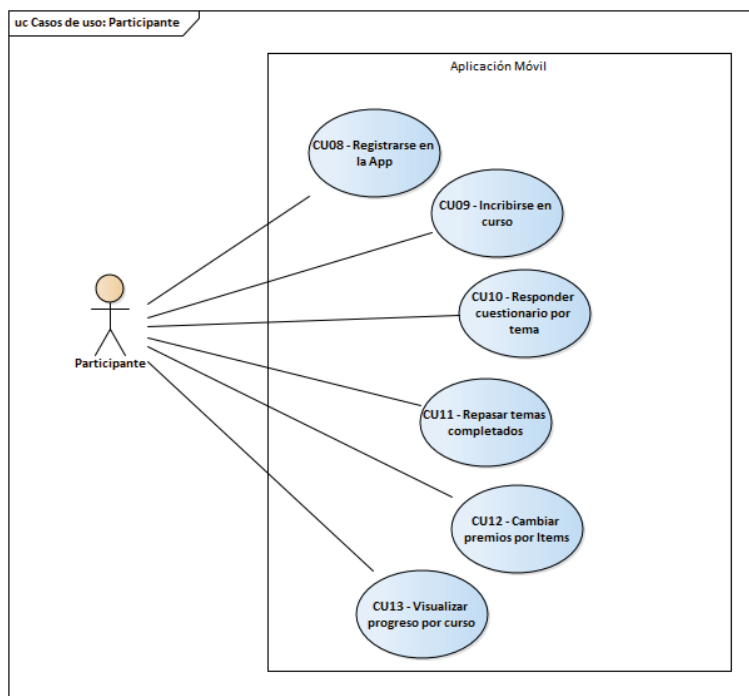 uc Casos de uso: Participante
Aplicación Móvil
CU08 - Registrarse en
la App
CU09 - Incribirse en
curso
CU10 - Responder
cuestionario por
tema
Participante
CU11 - Repasar temas
completados
CU12 - Cambiar
premios por Items
CU13 - Visualizar
progreso por curso